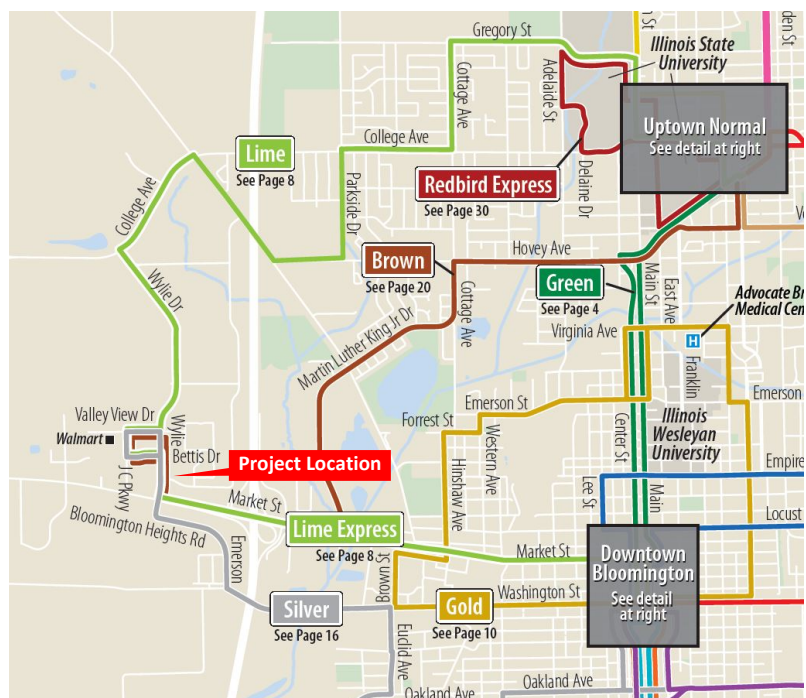 Gregory St
Illinois State
University
Adelaide St
Cottage Ave
College Ave
Uptown Normal
See detail at right
Lime
See Page 8
Redbird Express
See Page 30
Delaine Dr
Parkside Dr
College Ave
Hovey Ave
Brown
See Page 20
Green
See Page 4
Main St
East Ave
Advocate Br
Medical Cen
H
Wylie Dr
Cottage Ave
Martin Luther King Jr Dr
Virginia Ave
Franklin
Emerson St
Emerson
Forrest St
Valley View Dr
Walmart
Wylie
Bettis Dr
J C Pkwy
Project Location
Western Ave
Hinshaw Ave
Center St
Illinois
Wesleyan
University
Main
Lee St
Empire
Locust
Market St
Bloomington Heights Rd
Lime Express
See Page 8
Market St
Downtown
Bloomington
See detail
at right
Emerson
Brown St
Washington St
Silver
See Page 16
Gold
See Page 10
Euclid Ave
Oakland Ave
Oakland Ave